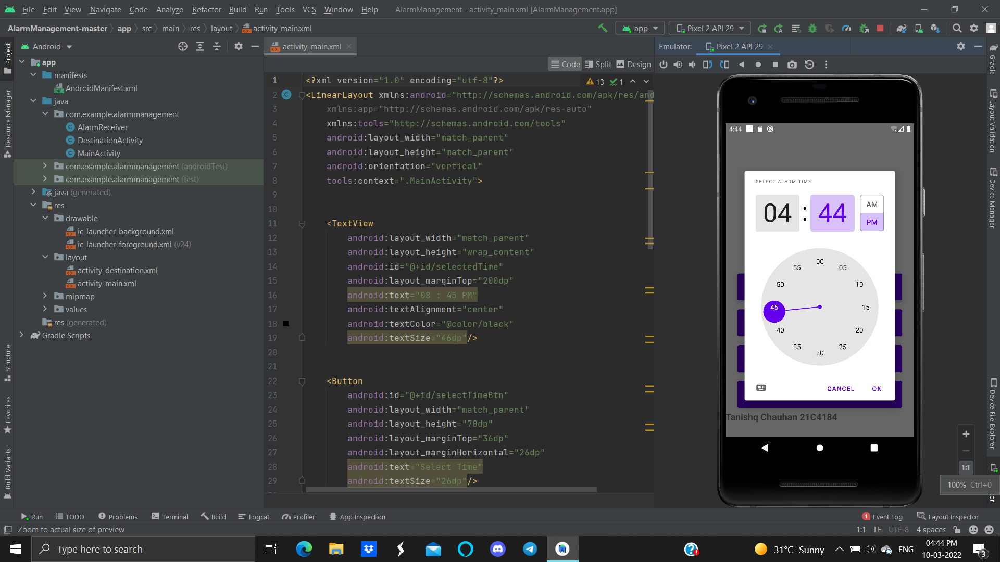 File Edit View Navigate Code Analyze Refactor Build Run Tools VCS Window Help AlarmManagement - activity_main.xml [AlarmManagement.app]
AlarmManagement-master app src main res layout activity_main.xml app Pixel 2 API 29
Android
activity_main.xml
Emulator: Pixel 2 API 29
Code Split Design
Project
Resource Manager
Structure
Favorites
Build Variants
app
manifests
AndroidManifest.xml
java
com.example.alarmmanagement
AlarmReceiver
DestinationActivity
MainActivity
com.example.alarmmanagement (androidTest)
com.example.alarmmanagement (test)
java (generated)
res
drawable
ic_launcher_background.xml
ic_launcher_foreground.xml (v24)
layout
activity_destination.xml
activity_main.xml
mipmap
values
res (generated)
Gradle Scripts
13 1
1 <?xml version="1.0" encoding="utf-8"?>
2 <LinearLayout xmlns:android="http://schemas.android.com/apk/res/and
3 xmlns:app="http://schemas.android.com/apk/res-auto"
4 xmlns:tools="http://schemas.android.com/tools"
5 android:layout_width="match_parent"
6 android:layout_height="match_parent"
7 android:orientation="vertical"
8 tools:context=".MainActivity">
9
10
11 <TextView
12 android:layout_width="match_parent"
13 android:layout_height="wrap_content"
14 android:id="@+id/selectedTime"
15 android:layout_marginTop="200dp"
16 android:text="08 : 45 PM"
17 android:textAlignment="center"
18 android:textColor="@color/black"
19 android:textSize="46dp"/>
20
21
22 <Button
23 android:id="@+id/selectTimeBtn"
24 android:layout_width="match_parent"
25 android:layout_height="70dp"
26 android:layout_marginTop="36dp"
27 android:layout_marginHorizontal="26dp"
28 android:text="Select Time"
29 android:textSize="26dp"/>
4:44
SELECT ALARM TIME
04 : 44
AM
PM
00
55 05
50 10
45 15
40 20
35 25
30
CANCEL OK
Tanishq Chauhan 21C4184
1:1
100% Ctrl+0
Gradle
Layout Validation
Device Manager
Device File Explorer
Run TODO Problems Terminal Build Logcat Profiler App Inspection 1 Event Log Layout Inspector
Zoom to actual size of preview 1:1 LF UTF-8 4 spaces
Type here to search 31°C Sunny ENG
04:44 PM
10-03-2022
3